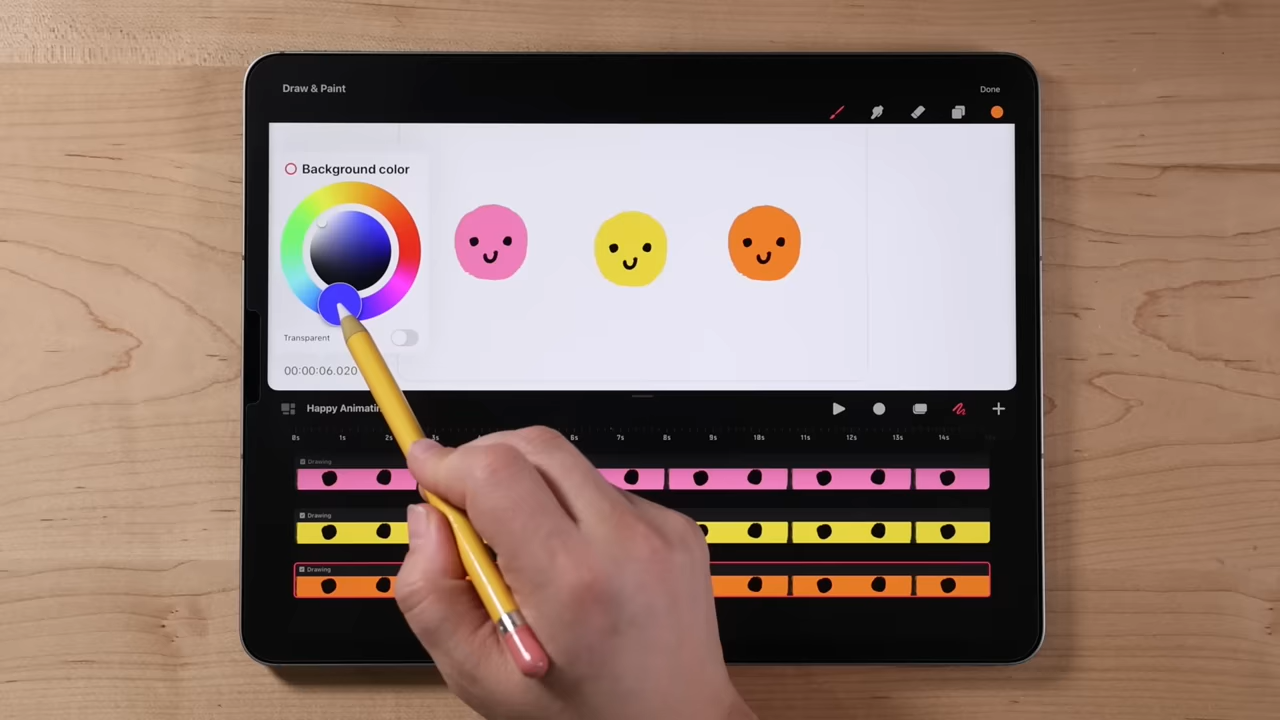 Draw & Paint
Done
Background color
Transparent
00:00:06.020
Happy Animatin
0s 1s 2s 3s 6s 7s 8s 9s 10s 11s 12s 13s 14s
Drawing
Drawing
Drawing